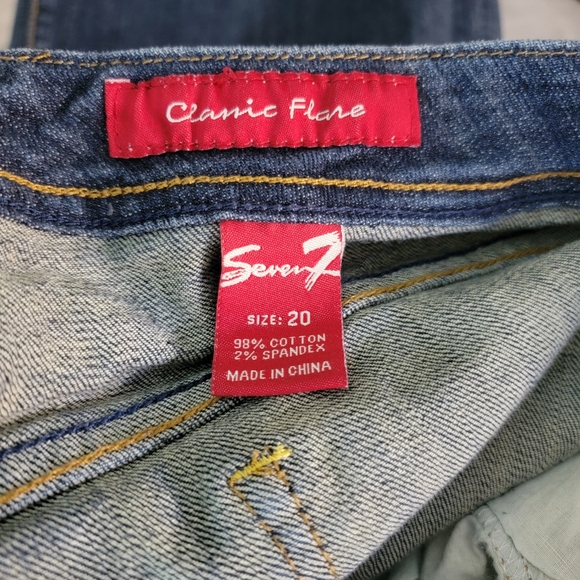 Classic Flare
Seven7
SIZE: 20
98% COTTON
2% SPANDEX
MADE IN CHINA